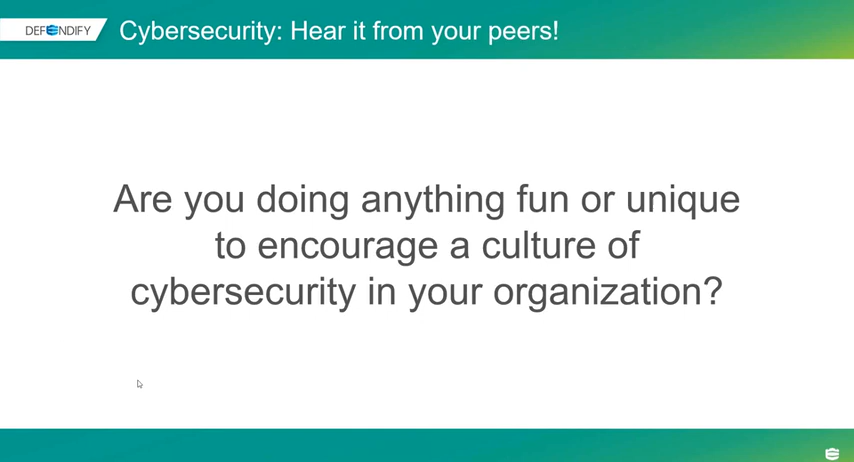 DEFENDIFY
Cybersecurity: Hear it from your peers!
Are you doing anything fun or unique
to encourage a culture of
cybersecurity in your organization?